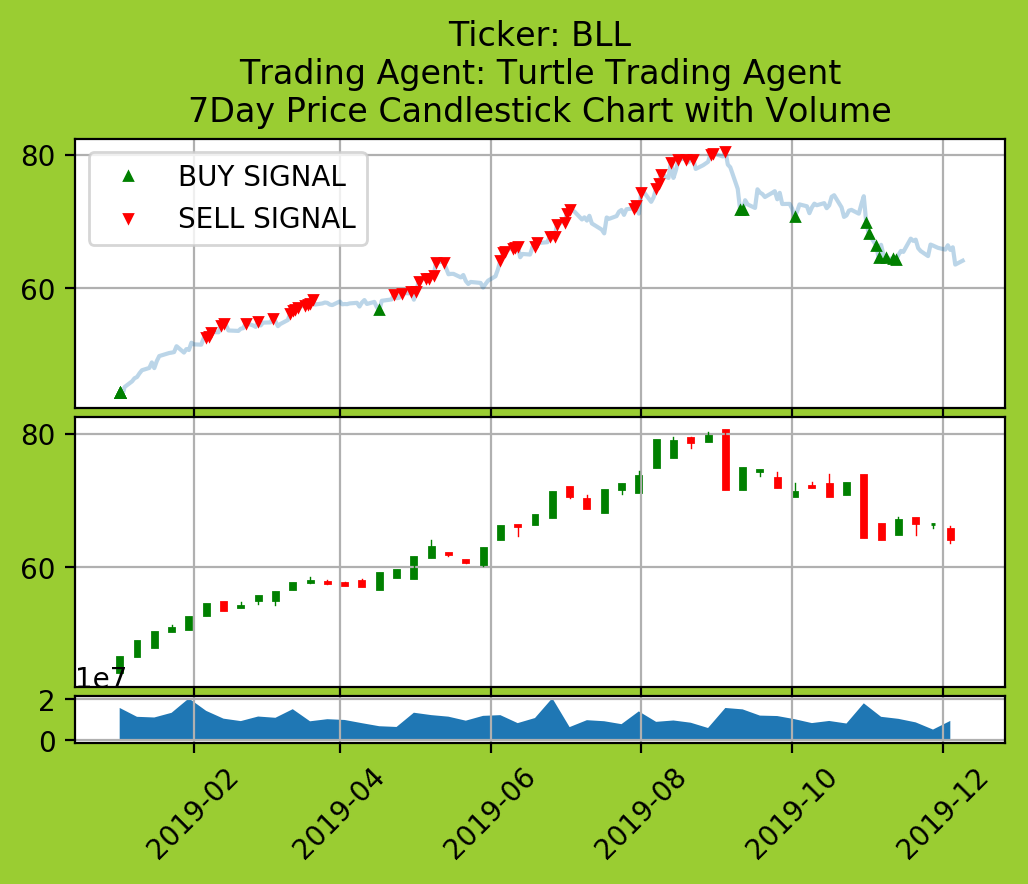 Ticker: BLL
Trading Agent: Turtle Trading Agent
7Day Price Candlestick Chart with Volume
80
60
BUY SIGNAL
SELL SIGNAL
80
60
1e7
2
0
2019-02
2019-04
2019-06
2019-08
2019-10
2019-12